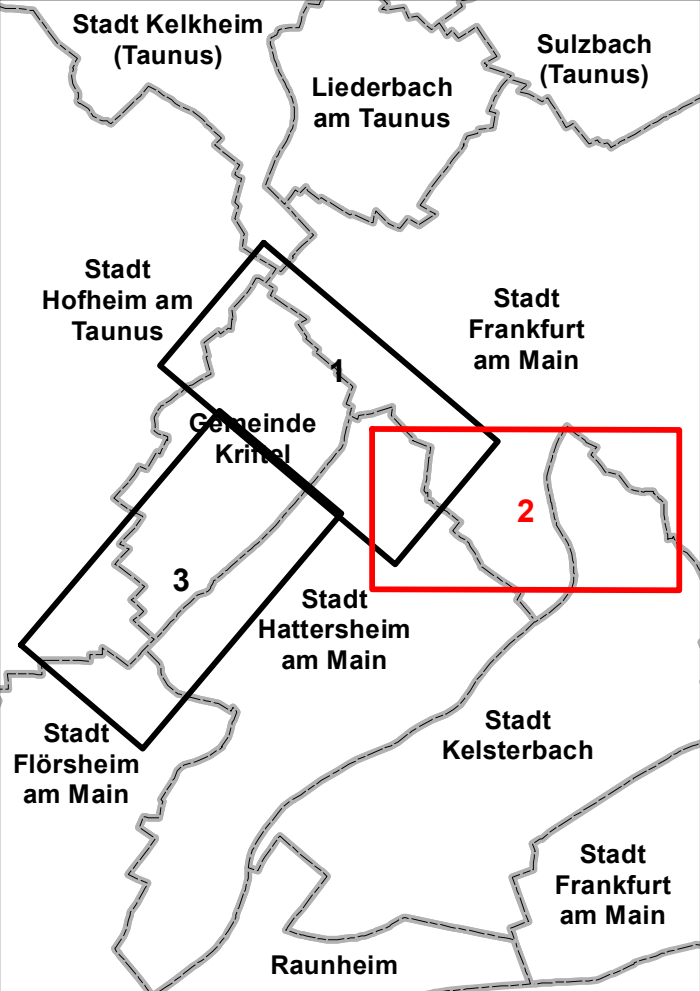 Stadt Kelkheim
(Taunus)
Sulzbach
(Taunus)
Liederbach
am Taunus
Stadt
Hofheim am
Taunus
Stadt
Frankfurt
am Main
1
Gemeinde
Kriftel
2
3
Stadt
Hattersheim
am Main
Stadt
Flörsheim
am Main
Stadt
Kelsterbach
Stadt
Frankfurt
am Main
Raunheim